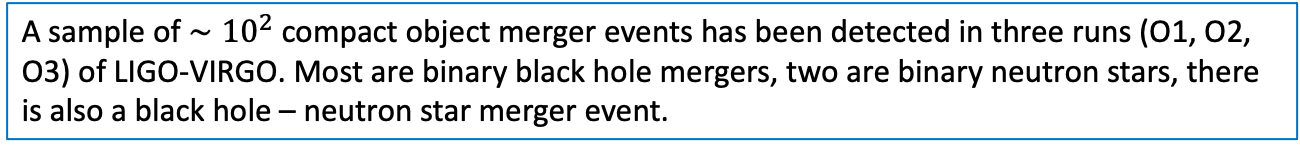 A sample of ~ 10² compact object merger events has been detected in three runs (O1, O2,
O3) of LIGO-VIRGO. Most are binary black hole mergers, two are binary neutron stars, there
is also a black hole – neutron star merger event.